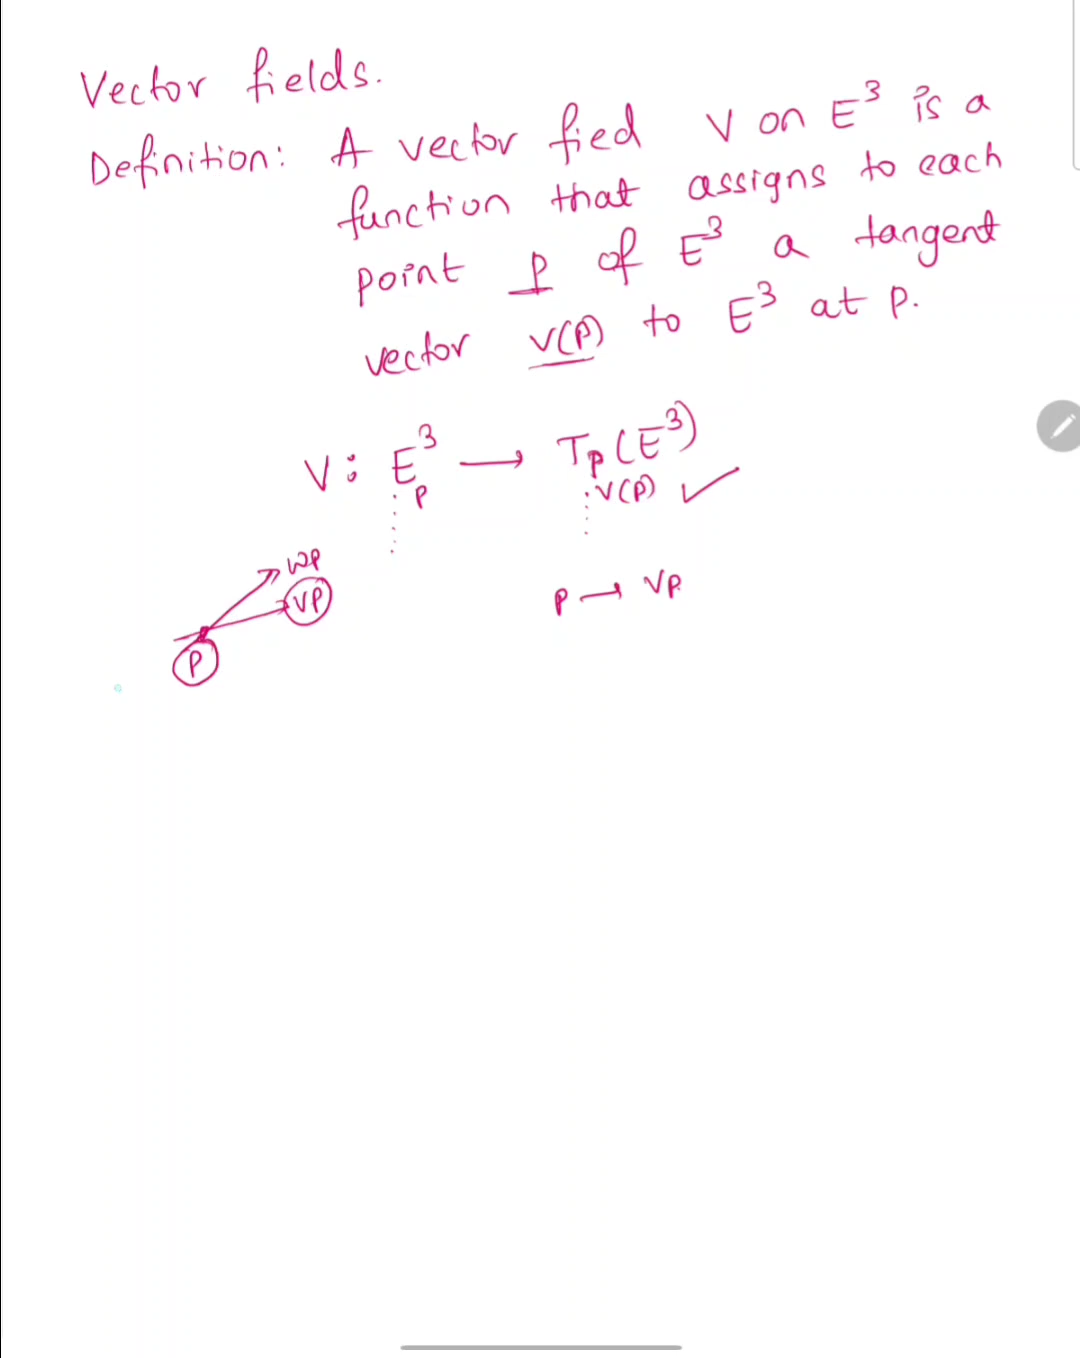 Vector fields.
Definition: A vector fied V on E³ is a
function that assigns to each
point p of E³ a tangent
vector V(P) to E³ at p.
V : E³ → Tp(E³)
P V(P) ✓
WP
VP P → VP
P